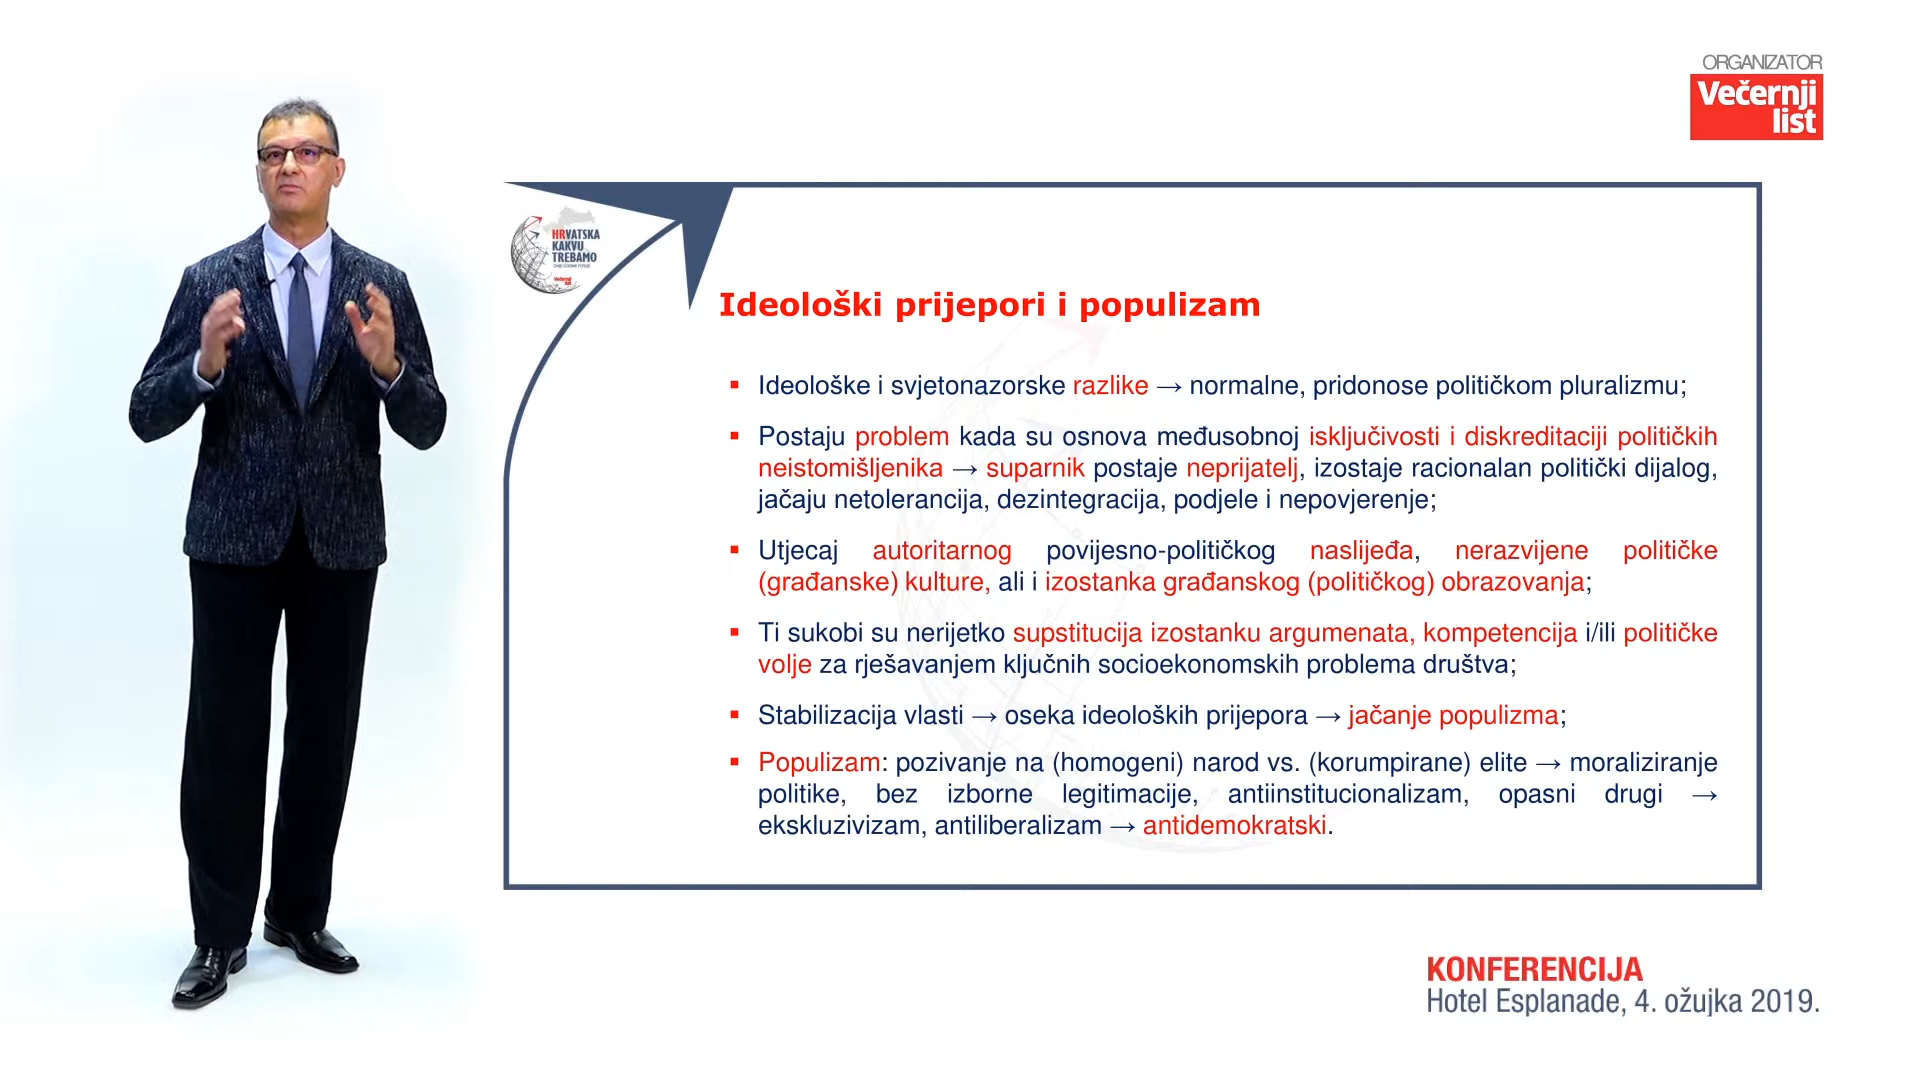 ORGANIZATOR
Večernji
list
HRVATSKA
KAKVU
TREBAMO
Večernji
list
Ideološki prijepori i populizam
▪ Ideološke i svjetonazorske razlike → normalne, pridonose političkom pluralizmu;
▪ Postaju problem kada su osnova međusobnoj isključivosti i diskreditaciji političkih
neistomišljenika → suparnik postaje neprijatelj, izostaje racionalan politički dijalog,
jačaju netolerancija, dezintegracija, podjele i nepovjerenje;
▪ Utjecaj autoritarnog povijesno-političkog naslijeđa, nerazvijene političke
(građanske) kulture, ali i izostanka građanskog (političkog) obrazovanja;
▪ Ti sukobi su nerijetko supstitucija izostanku argumenata, kompetencija i/ili političke
volje za rješavanjem ključnih socioekonomskih problema društva;
▪ Stabilizacija vlasti → oseka ideoloških prijepora → jačanje populizma;
▪ Populizam: pozivanje na (homogeni) narod vs. (korumpirane) elite → moraliziranje
politike, bez izborne legitimacije, antiinstitucionalizam, opasni drugi →
ekskluzivizam, antiliberalizam → antidemokratski.
KONFERENCIJA
Hotel Esplanade, 4. ožujka 2019.